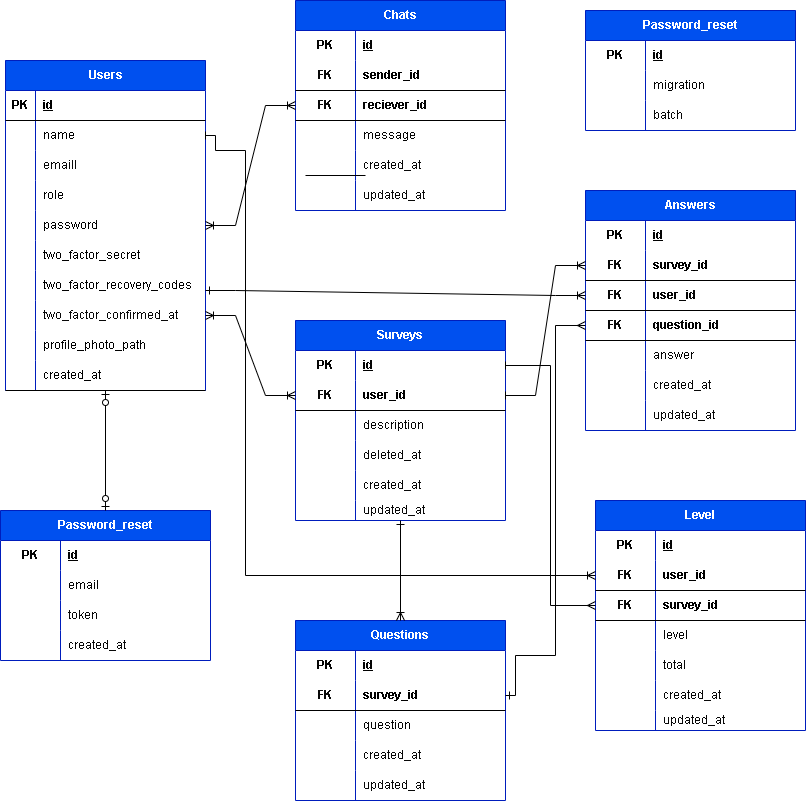 Users
PK id
name
emaill
role
password
two_factor_secret
two_factor_recovery_codes
two_factor_confirmed_at
profile_photo_path
created_at
Password_reset
PK id
email
token
created_at
Chats
PK id
FK sender_id
FK reciever_id
message
created_at
updated_at
Surveys
PK id
FK user_id
description
deleted_at
created_at
updated_at
Questions
PK id
FK survey_id
question
created_at
updated_at
Password_reset
PK id
migration
batch
Answers
PK id
FK survey_id
FK user_id
FK question_id
answer
created_at
updated_at
Level
PK id
FK user_id
FK survey_id
level
total
created_at
updated_at